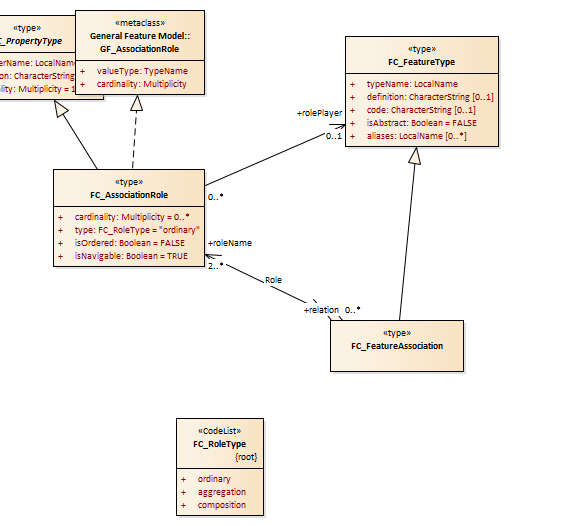 «type»
C_PropertyType
erName: LocalNam
on: CharacterString
lity: Multiplicity = 1
«metaclass»
General Feature Model::
GF_AssociationRole
+ valueType: TypeName
+ cardinality: Multiplicity
«type»
FC_FeatureType
+ typeName: LocalName
+ definition: CharacterString [0..1]
+ code: CharacterString [0..1]
+ isAbstract: Boolean = FALSE
+ aliases: LocalName [0..*]
+rolePlayer
0..1
«type»
FC_AssociationRole
+ cardinality: Multiplicity = 0..*
+ type: FC_RoleType = "ordinary"
+ isOrdered: Boolean = FALSE
+ isNavigable: Boolean = TRUE
0..*
+roleName
2..*
Role
+relation 0..*
«type»
FC_FeatureAssociation
«CodeList»
FC_RoleType
{root}
+ ordinary
+ aggregation
+ composition